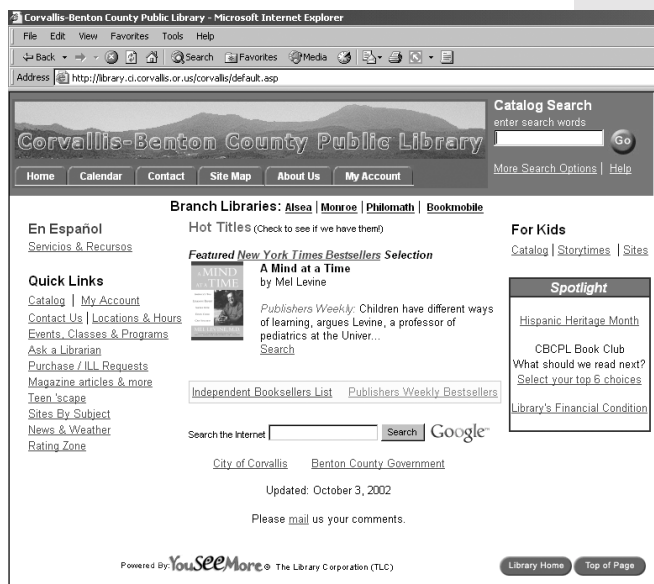 Corvallis-Benton County Public Library - Microsoft Internet Explorer
File Edit View Favorites Tools Help
Back Search Favorites Media
Address http://library.ci.corvallis.or.us/corvallis/default.asp
Corvallis-Benton County Public Library
Home Calendar Contact Site Map About Us My Account
Catalog Search
enter search words
Go
More Search Options | Help
Branch Libraries: Alsea | Monroe | Philomath | Bookmobile
En Español
Servicios & Recursos
Quick Links
Catalog | My Account
Contact Us | Locations & Hours
Events, Classes & Programs
Ask a Librarian
Purchase / ILL Requests
Magazine articles & more
Teen 'scape
Sites By Subject
News & Weather
Rating Zone
Hot Titles (Check to see if we have them!)
Featured New York Times Bestsellers Selection
A MIND
AT A TIME
MEL LEVINE
A Mind at a Time
by Mel Levine
Publishers Weekly: Children have different ways
of learning, argues Levine, a professor of
pediatrics at the Univer...
Search
Independent Booksellers List Publishers Weekly Bestsellers
Search the Internet Search Google
City of Corvallis Benton County Government
Updated: October 3, 2002
Please mail us your comments.
For Kids
Catalog | Storytimes | Sites
Spotlight
Hispanic Heritage Month
CBCPL Book Club
What should we read next?
Select your top 6 choices
Library's Financial Condition
Powered By: YouSeeMore ® The Library Corporation (TLC)
Library Home Top of Page